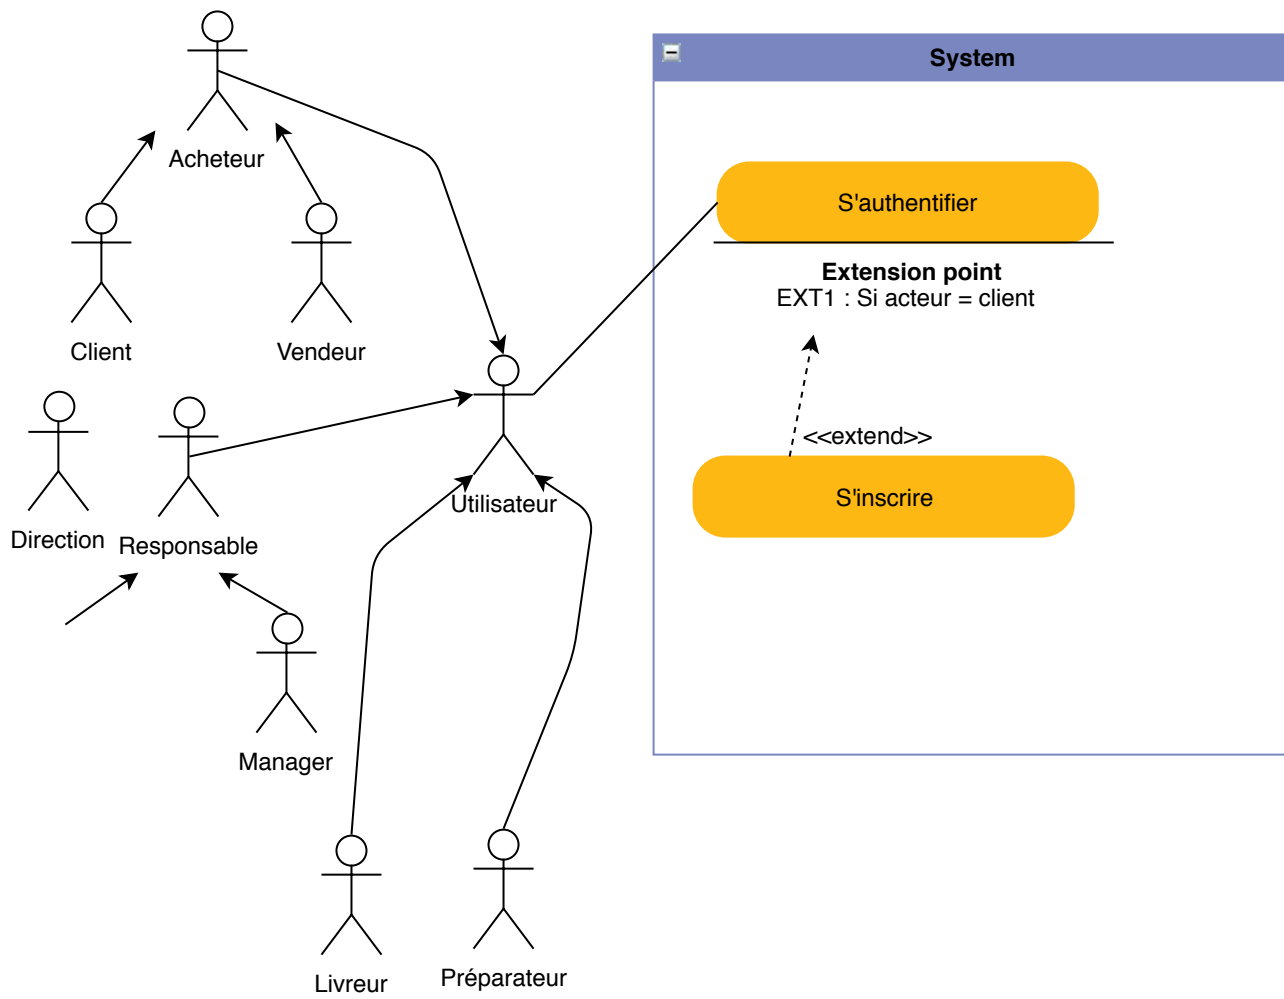 System
Acheteur
S'authentifier
Extension point
EXT1 : Si acteur = client
Client
Vendeur
<<extend>>
S'inscrire
Utilisateur
Direction
Responsable
Manager
Livreur
Préparateur